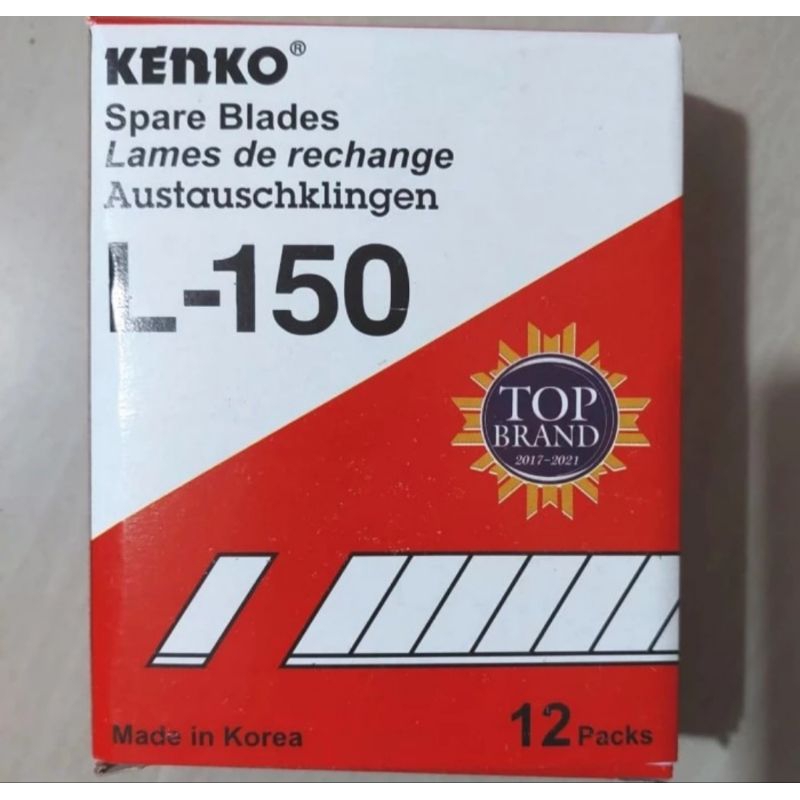 KENKO®
Spare Blades
Lames de rechange
Austauschklingen
L-150
TOP
BRAND
2017-2021
Made in Korea
12 Packs